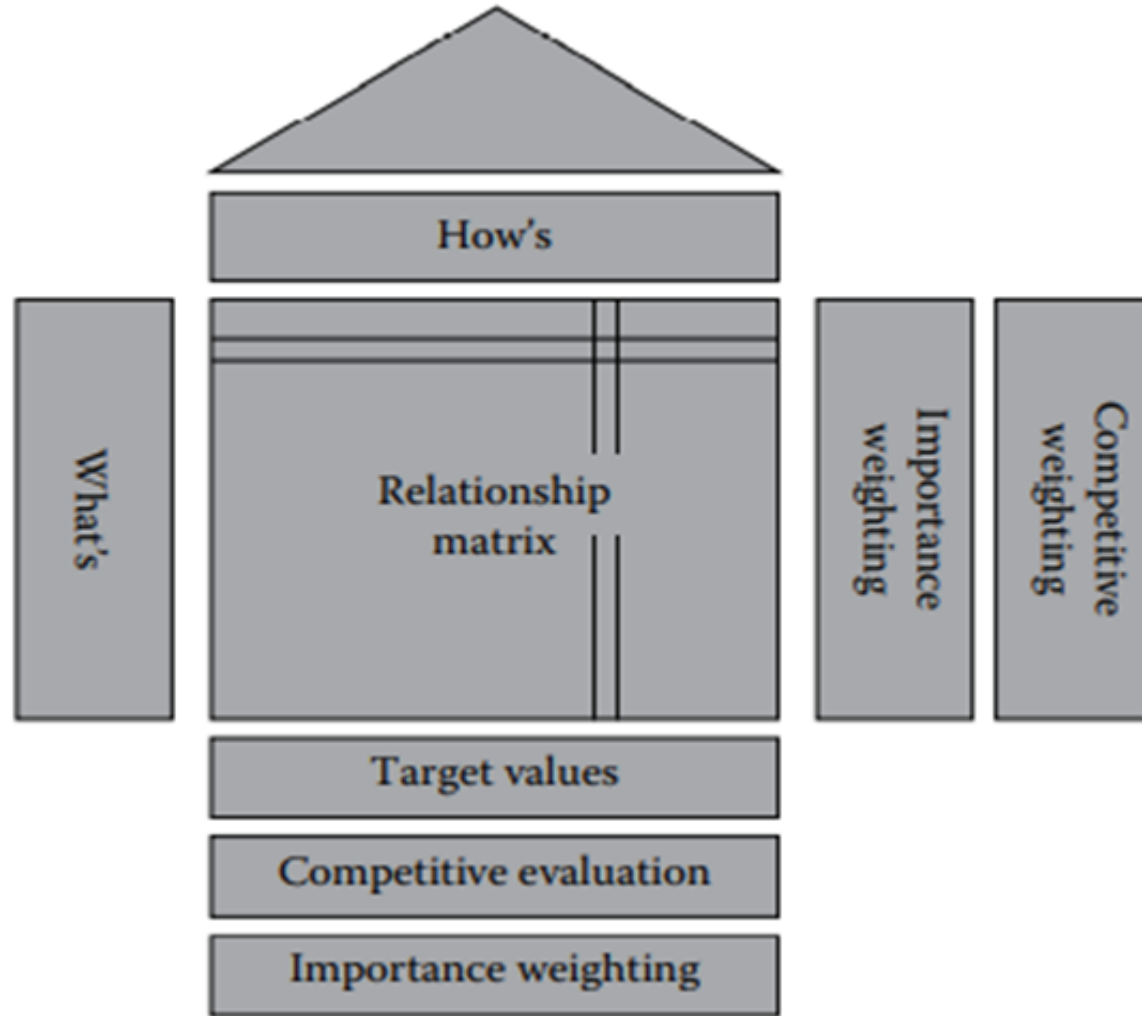 How's
What's
Relationship
matrix
Importance
weighting
Competitive
weighting
Target values
Competitive evaluation
Importance weighting